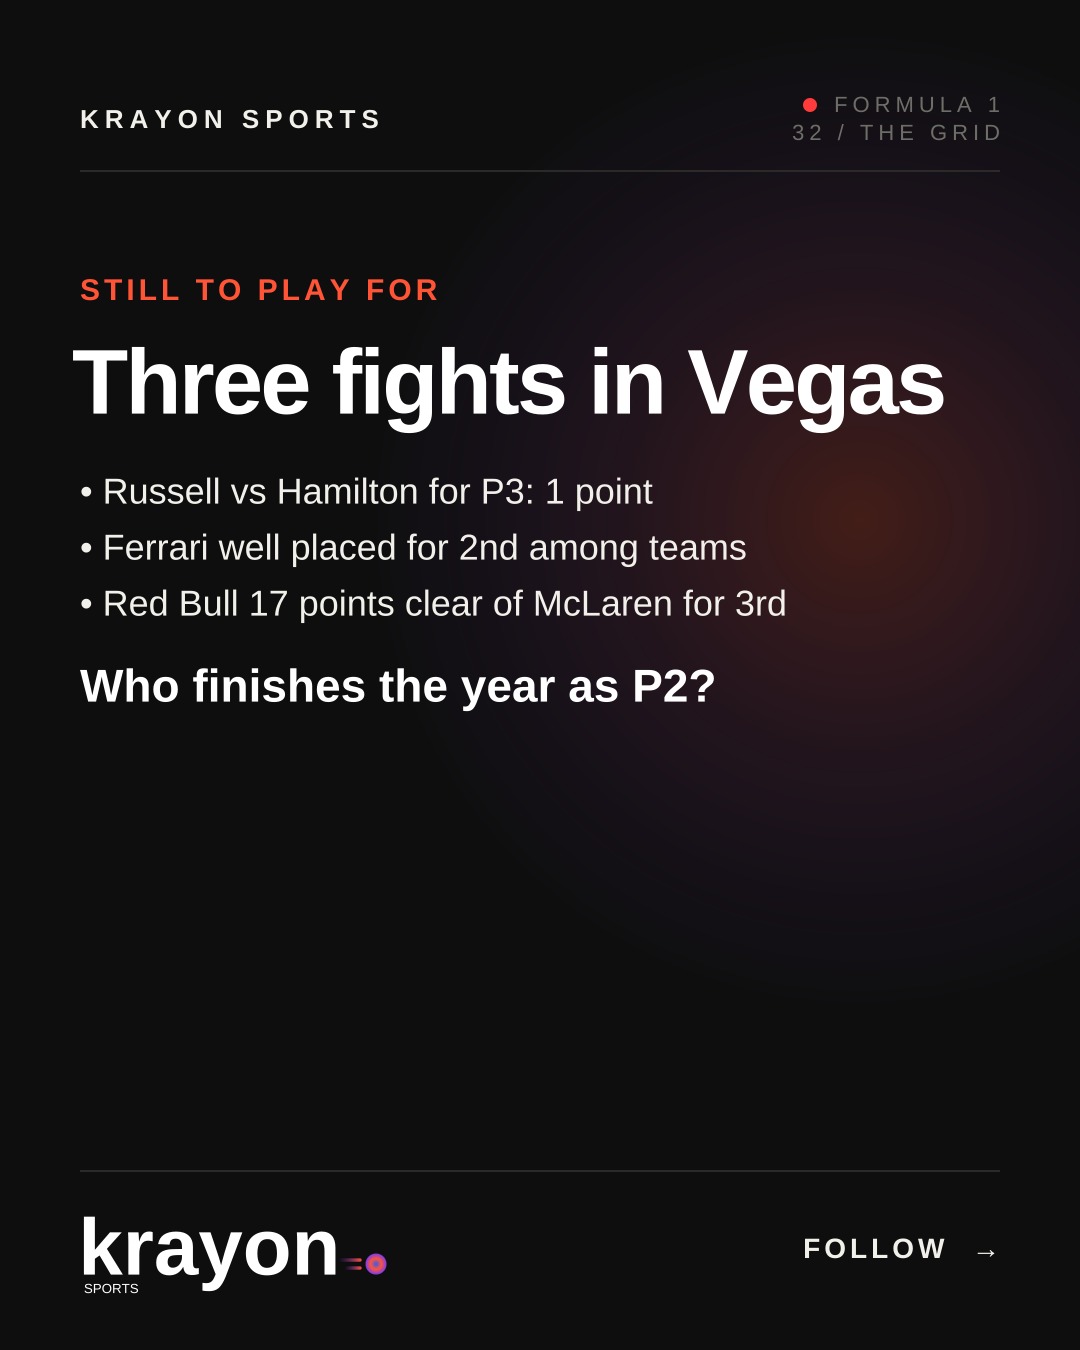 KRAYON SPORTS
FORMULA 1
32 / THE GRID
STILL TO PLAY FOR
Three fights in Vegas
• Russell vs Hamilton for P3: 1 point
• Ferrari well placed for 2nd among teams
• Red Bull 17 points clear of McLaren for 3rd
Who finishes the year as P2?
krayon
SPORTS
FOLLOW →